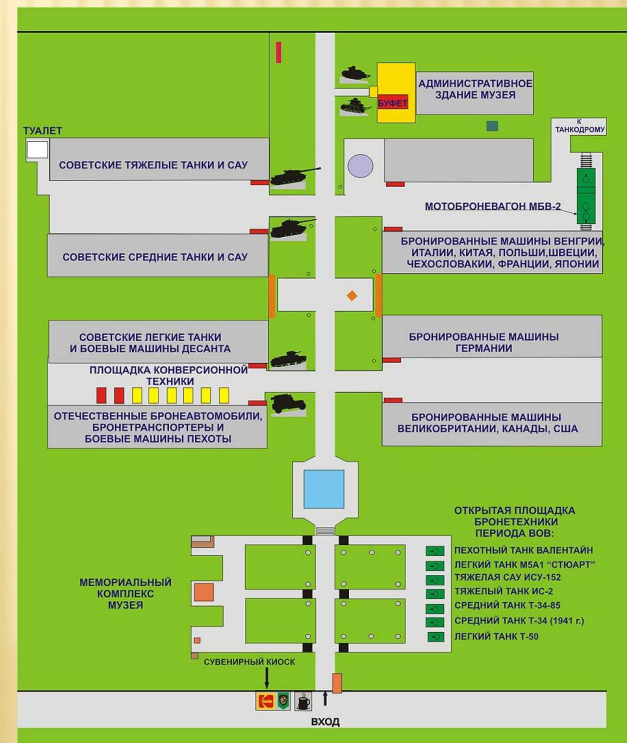 АДМИНИСТРАТИВНОЕ
ЗДАНИЕ МУЗЕЯ
БУФЕТ
К
ТАНКОДРОМУ
ТУАЛЕТ
СОВЕТСКИЕ ТЯЖЕЛЫЕ ТАНКИ И САУ
МОТОБРОНЕВАГОН МБВ-2
СОВЕТСКИЕ СРЕДНИЕ ТАНКИ И САУ
БРОНИРОВАННЫЕ МАШИНЫ ВЕНГРИИ,
ИТАЛИИ, КИТАЯ, ПОЛЬШИ,ШВЕЦИИ,
ЧЕХОСЛОВАКИИ, ФРАНЦИИ, ЯПОНИИ
СОВЕТСКИЕ ЛЕГКИЕ ТАНКИ
И БОЕВЫЕ МАШИНЫ ДЕСАНТА
БРОНИРОВАННЫЕ МАШИНЫ
ГЕРМАНИИ
ПЛОЩАДКА КОНВЕРСИОННОЙ
ТЕХНИКИ
ОТЕЧЕСТВЕННЫЕ БРОНЕАВТОМОБИЛИ,
БРОНЕТРАНСПОРТЕРЫ И
БОЕВЫЕ МАШИНЫ ПЕХОТЫ
БРОНИРОВАННЫЕ МАШИНЫ
ВЕЛИКОБРИТАНИИ, КАНАДЫ, США
ОТКРЫТАЯ ПЛОЩАДКА
БРОНЕТЕХНИКИ
ПЕРИОДА ВОВ:
ПЕХОТНЫЙ ТАНК ВАЛЕНТАЙН
ЛЕГКИЙ ТАНК М5А1 “СТЮАРТ”
ТЯЖЕЛАЯ САУ ИСУ-152
ТЯЖЕЛЫЙ ТАНК ИС-2
СРЕДНИЙ ТАНК Т-34-85
СРЕДНИЙ ТАНК Т-34 (1941 г.)
ЛЕГКИЙ ТАНК Т-50
МЕМОРИАЛЬНЫЙ
КОМПЛЕКС
МУЗЕЯ
СУВЕНИРНЫЙ КИОСК
ВХОД